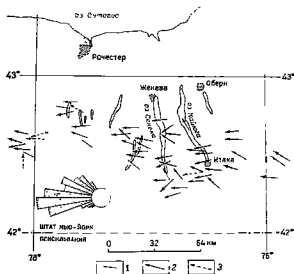 оз Онтарио
Рочестер
43°
43°
Женева
Оберн
оз Сенека
оз Кайюга
Итака
42°
42°
ШТАТ НЬЮ-ЙОРК
ПЕНСИЛЬВАНИЯ
78°
0 32 64 км
76°
1 2 3